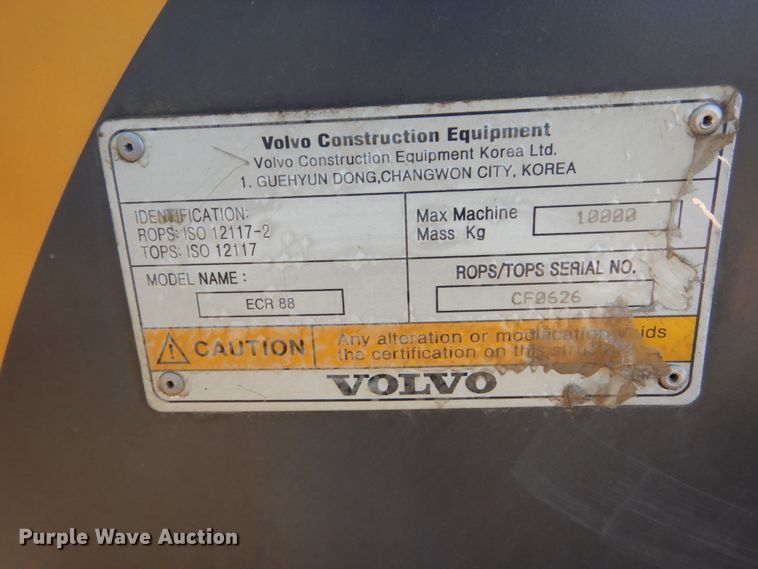 Volvo Construction Equipment
Volvo Construction Equipment Korea Ltd.
1. GUEHYUN DONG,CHANGWON CITY, KOREA
IDENTIFICATION:
ROPS: ISO 12117-2
TOPS: ISO 12117
Max Machine
Mass Kg
10000
MODEL NAME :
ECR 88
ROPS/TOPS SERIAL NO.
CF0626
CAUTION
Any alteration or modification voids
the certification on this structure
VOLVO
Purple Wave Auction